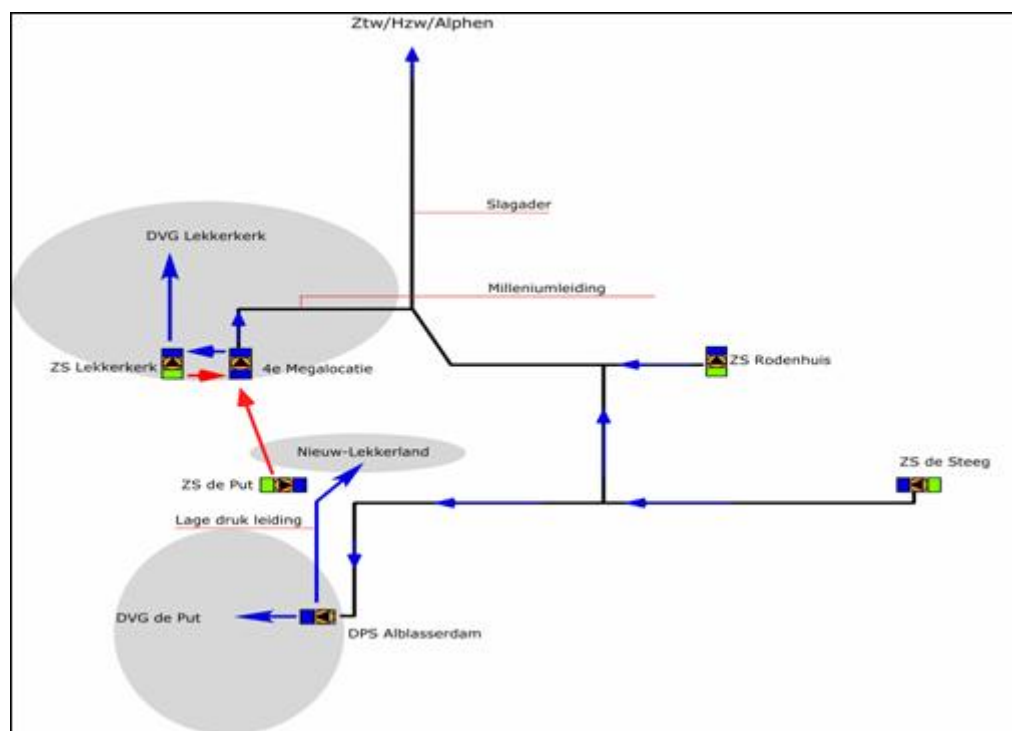 Ztw/Hzw/Alphen
Slagader
DVG Lekkerkerk
Milleniumleiding
ZS Lekkerkerk
4e Megalocatie
ZS Rodenhuis
Nieuw-Lekkerland
ZS de Steeg
ZS de Put
Lage druk leiding
DVG de Put
DPS Alblasserdam